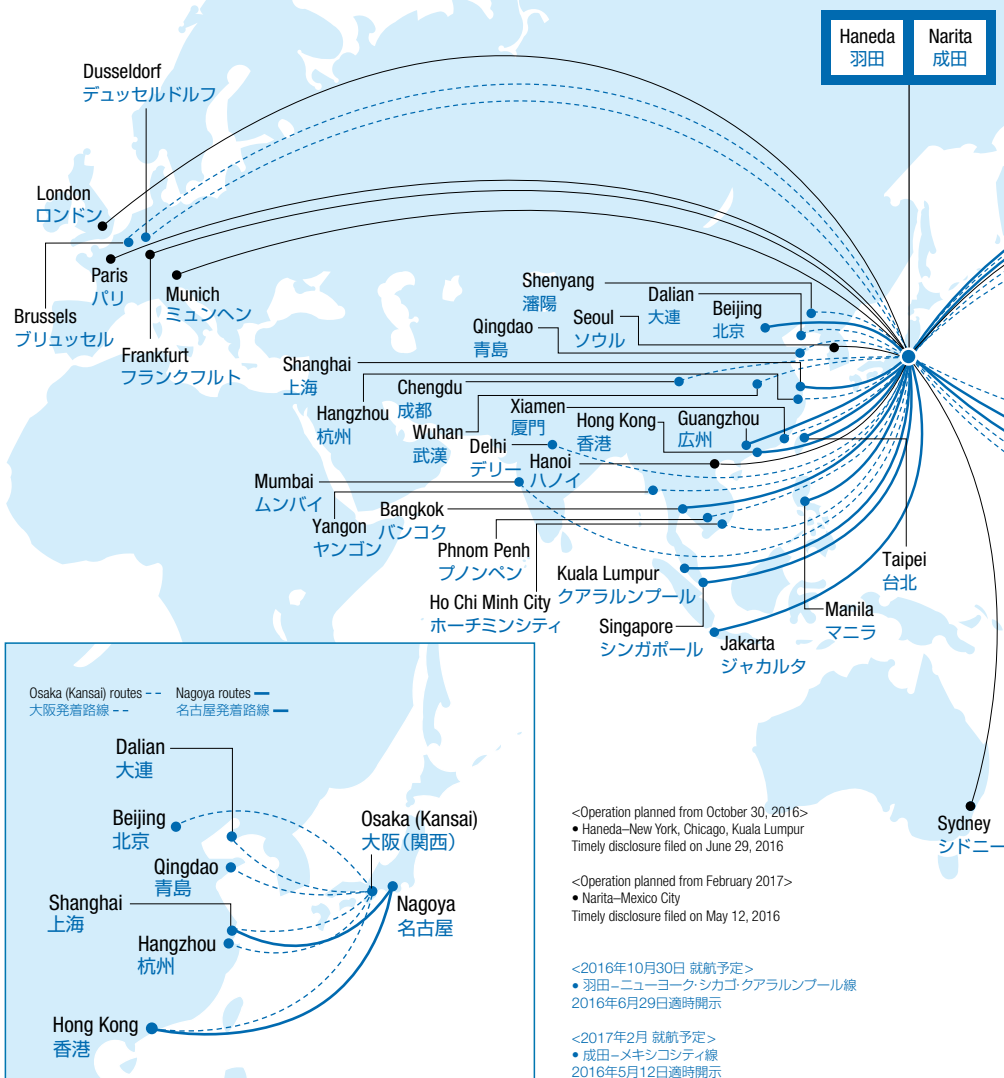 Haneda
羽田
Narita
成田
Dusseldorf
デュッセルドルフ
London
ロンドン
Paris
パリ
Munich
ミュンヘン
Brussels
ブリュッセル
Frankfurt
フランクフルト
Shenyang
瀋陽
Dalian
大連
Beijing
北京
Qingdao
青島
Seoul
ソウル
Shanghai
上海
Chengdu
成都
Hangzhou
杭州
Wuhan
武漢
Xiamen
厦門
Hong Kong
香港
Guangzhou
広州
Delhi
デリー
Hanoi
ハノイ
Mumbai
ムンバイ
Yangon
ヤンゴン
Bangkok
バンコク
Phnom Penh
プノンペン
Ho Chi Minh City
ホーチミンシティ
Kuala Lumpur
クアラルンプール
Singapore
シンガポール
Jakarta
ジャカルタ
Taipei
台北
Manila
マニラ
Sydney
シドニー
Osaka (Kansai) routes
大阪発着路線
Nagoya routes
名古屋発着路線
Dalian
大連
Beijing
北京
Qingdao
青島
Shanghai
上海
Hangzhou
杭州
Hong Kong
香港
Osaka (Kansai)
大阪(関西)
Nagoya
名古屋
<Operation planned from October 30, 2016>
• Haneda–New York, Chicago, Kuala Lumpur
Timely disclosure filed on June 29, 2016
<Operation planned from February 2017>
• Narita–Mexico City
Timely disclosure filed on May 12, 2016
<2016年10月30日 就航予定>
• 羽田–ニューヨーク・シカゴ・クアラルンプール線
2016年6月29日適時開示
<2017年2月 就航予定>
• 成田–メキシコシティ線
2016年5月12日適時開示